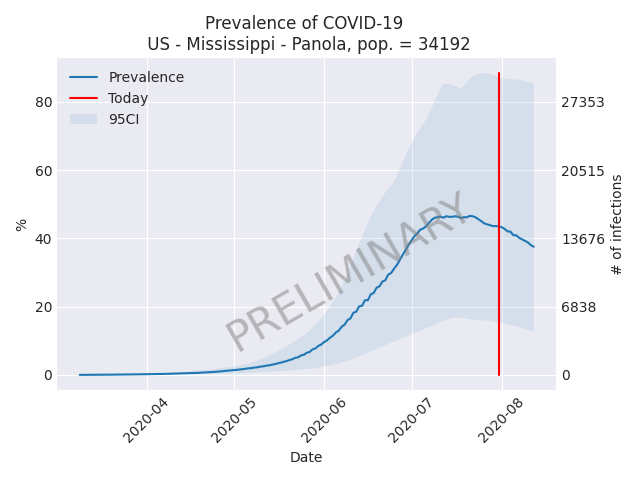 Prevalence of COVID-19
US - Mississippi - Panola, pop. = 34192
Prevalence
Today
95CI
80
60
40
20
0
%
27353
20515
13676
6838
0
# of infections
PRELIMINARY
2020-04
2020-05
2020-06
2020-07
2020-08
Date